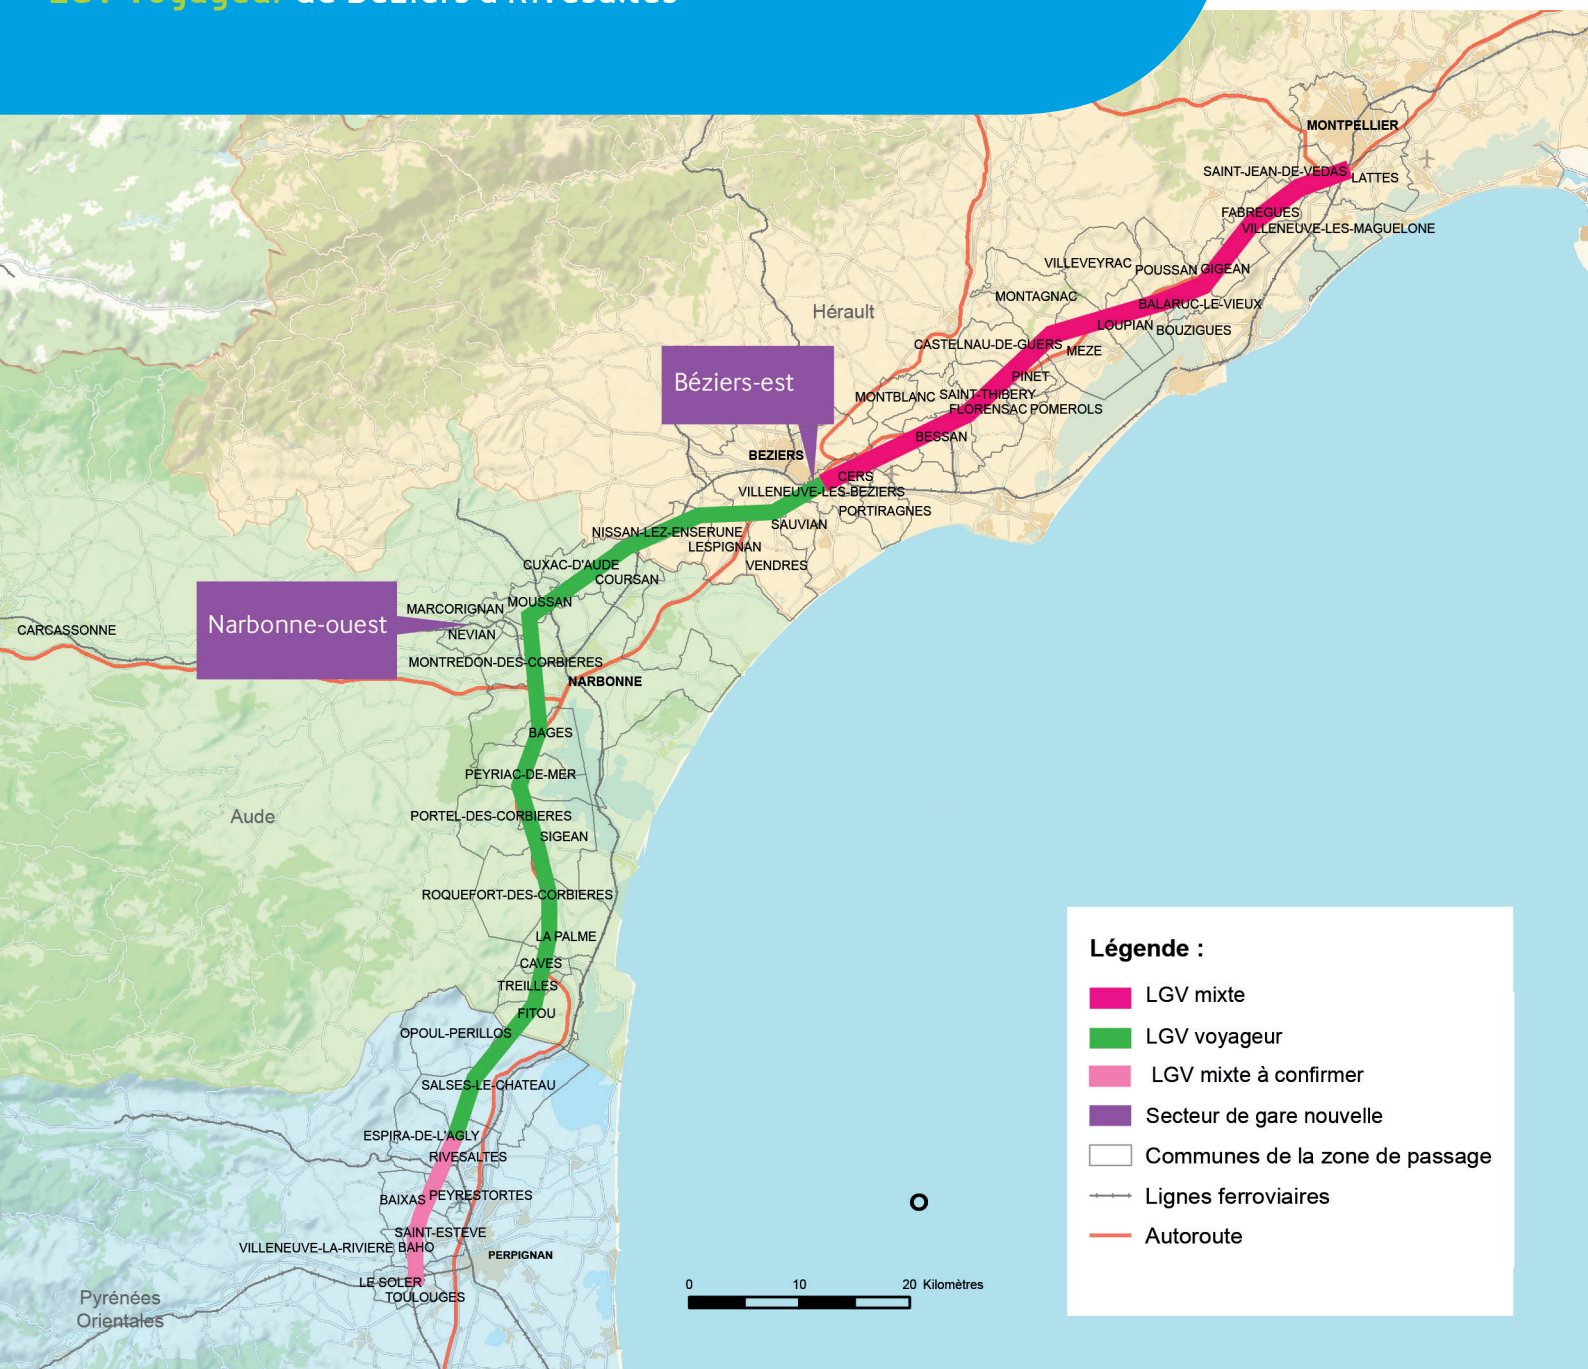 LGV voyageur de Béziers à Rivesaltes
MONTPELLIER
SAINT-JEAN-DE-VEDAS
LATTES
FABREGUES
VILLENEUVE-LES-MAGUELONE
VILLEVEYRAC
POUSSAN
GIGEAN
MONTAGNAC
BALARUC-LE-VIEUX
Hérault
LOUPIAN
BOUZIGUES
CASTELNAU-DE-GUERS
MEZE
Béziers-est
PINET
MONTBLANC
SAINT-THIBERY
FLORENSAC
POMEROLS
BESSAN
BEZIERS
CERS
VILLENEUVE-LES-BEZIERS
PORTIRAGNES
SAUVIAN
NISSAN-LEZ-ENSERUNE
LESPIGNAN
CUXAC-D'AUDE
VENDRES
COURSAN
MOUSSAN
MARCORIGNAN
Narbonne-ouest
CARCASSONNE
NEVIAN
MONTREDON-DES-CORBIERES
NARBONNE
BAGES
PEYRIAC-DE-MER
Aude
PORTEL-DES-CORBIERES
SIGEAN
ROQUEFORT-DES-CORBIERES
LA PALME
CAVES
TREILLES
FITOU
OPOUL-PERILLOS
SALSES-LE-CHATEAU
ESPIRA-DE-L'AGLY
RIVESALTES
BAIXAS
PEYRESTORTES
SAINT-ESTEVE
VILLENEUVE-LA-RIVIERE
BAHO
PERPIGNAN
LE SOLER
TOULOUGES
Pyrénées
Orientales
0 10 20 Kilomètres
Légende :
LGV mixte
LGV voyageur
LGV mixte à confirmer
Secteur de gare nouvelle
Communes de la zone de passage
Lignes ferroviaires
Autoroute